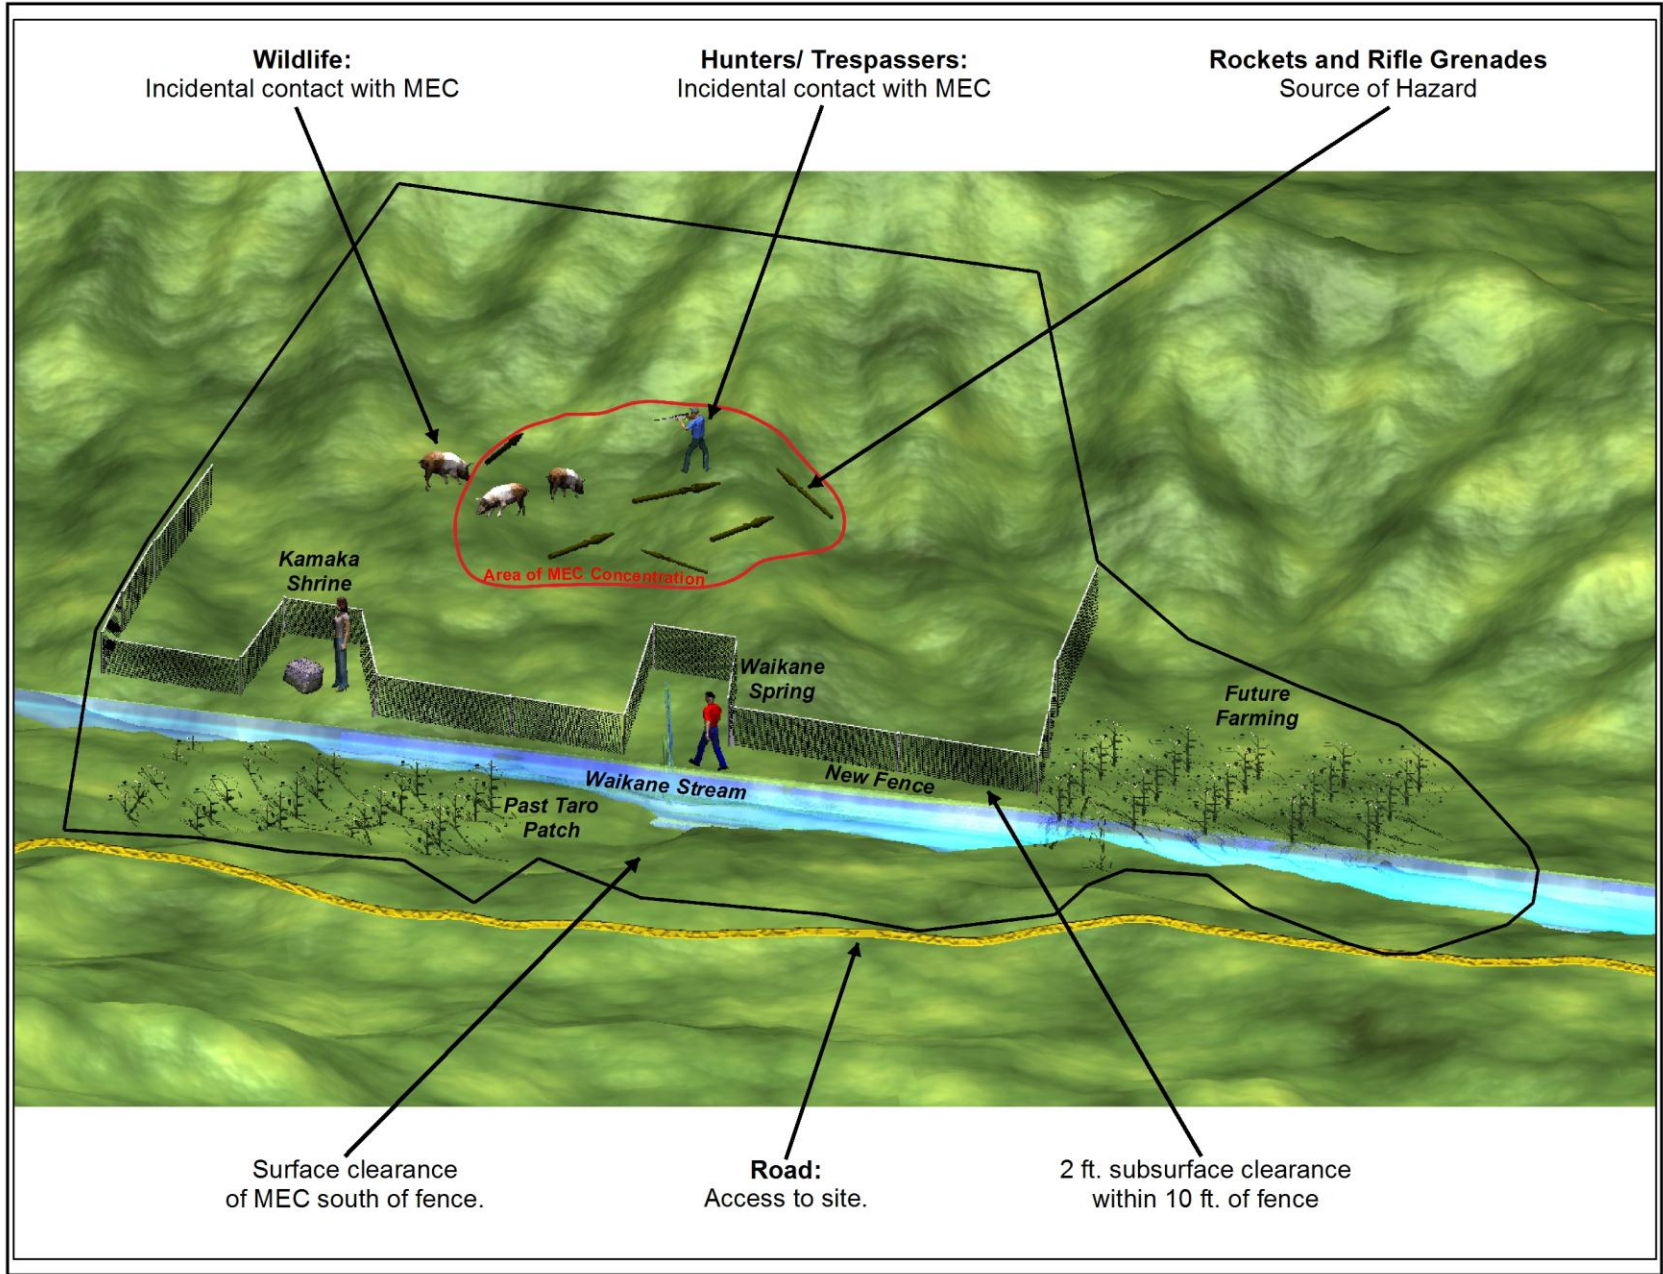 Wildlife:
Incidental contact with MEC
Hunters/ Trespassers:
Incidental contact with MEC
Rockets and Rifle Grenades
Source of Hazard
Area of MEC Concentration
Kamaka
Shrine
Waikane
Spring
Future
Farming
New Fence
Waikane Stream
Past Taro
Patch
Surface clearance
of MEC south of fence.
Road:
Access to site.
2 ft. subsurface clearance
within 10 ft. of fence